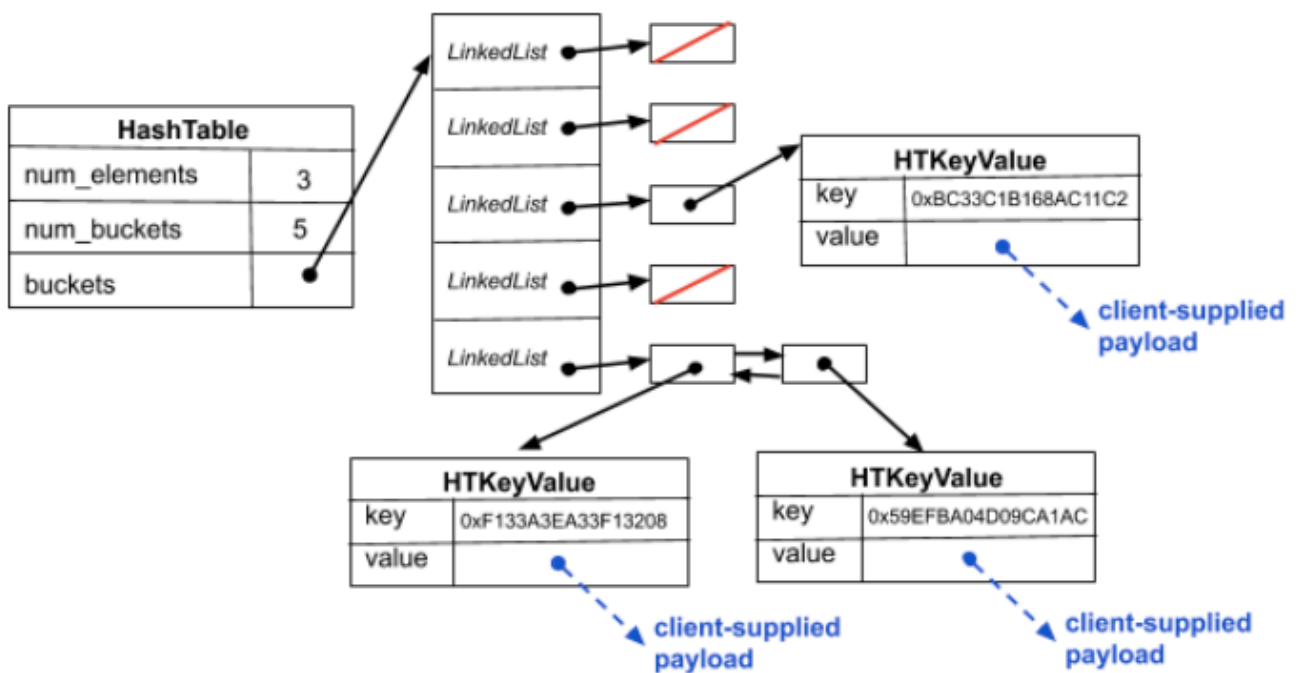 LinkedList
HashTable
LinkedList
num_elements 3
num_buckets 5
buckets
LinkedList
HTKeyValue
key 0xBC33C1B168AC11C2
value
LinkedList
client-supplied
payload
LinkedList
HTKeyValue
key 0xF133A3EA33F13208
value
client-supplied
payload
HTKeyValue
key 0x59EFBA04D09CA1AC
value
client-supplied
payload